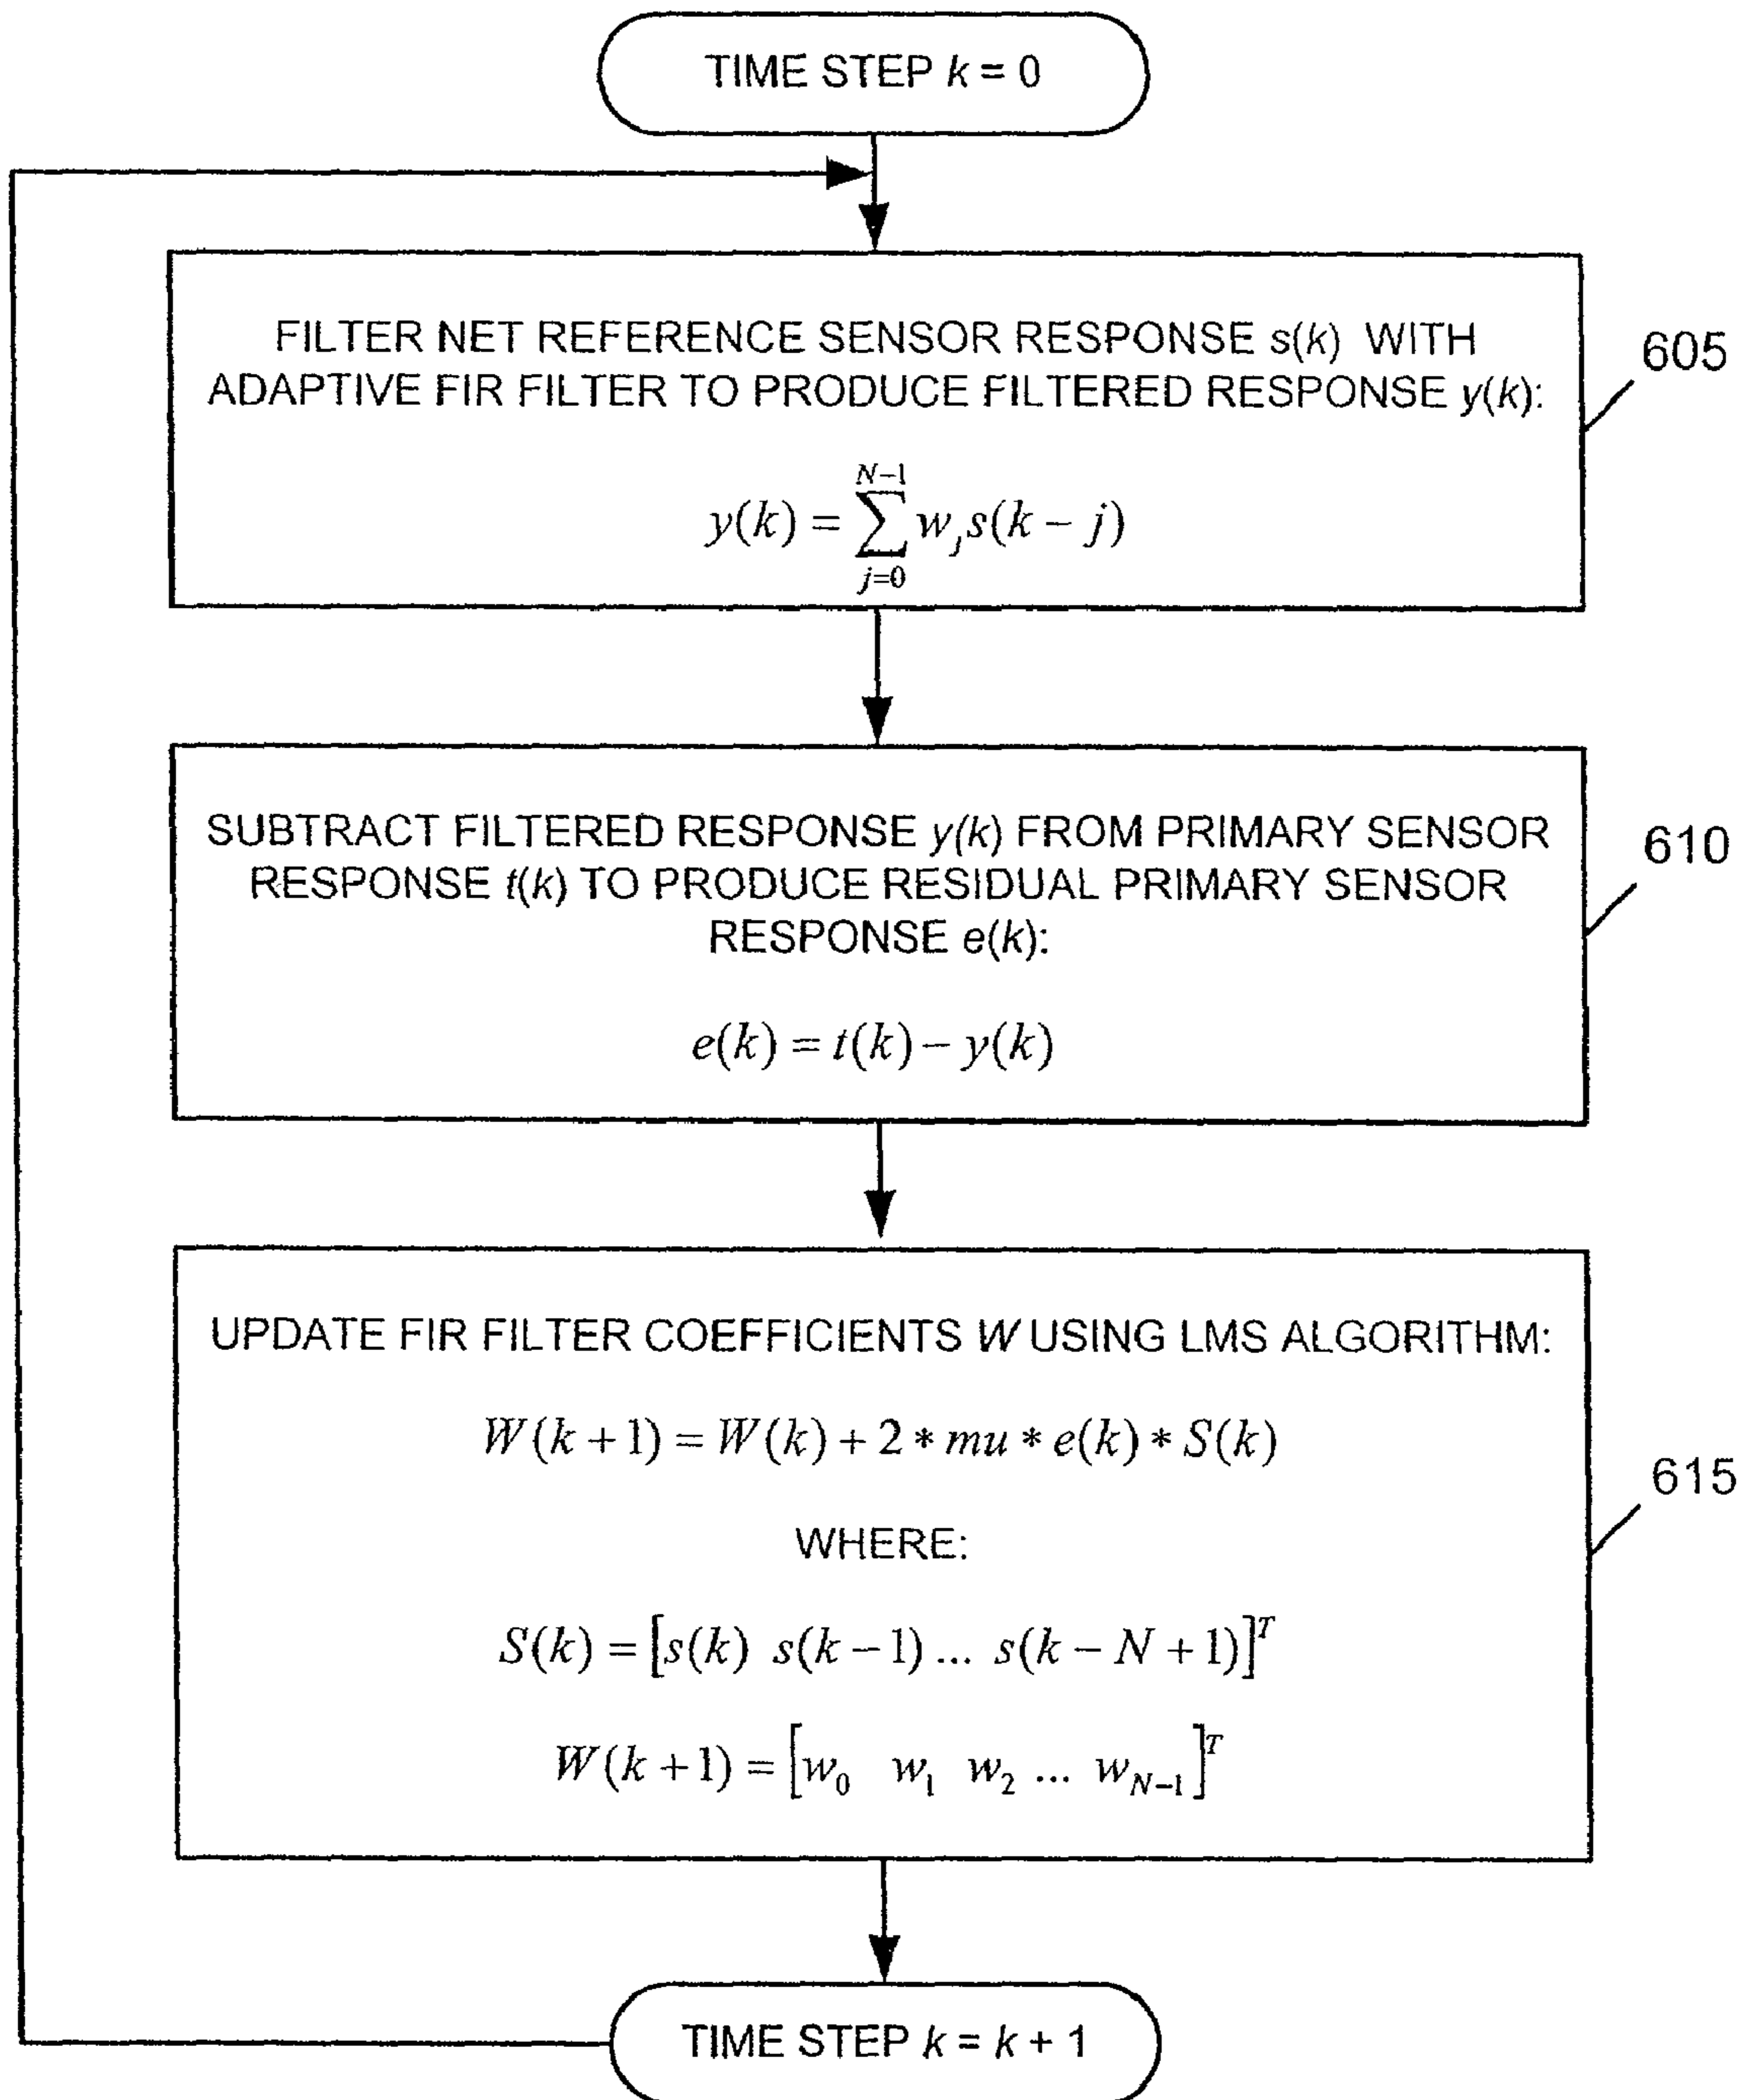 TIME STEP k = 0
FILTER NET REFERENCE SENSOR RESPONSE s(k) WITH
ADAPTIVE FIR FILTER TO PRODUCE FILTERED RESPONSE y(k):
605
y(k) = \sum_{j=0}^{N-1} w_j s(k - j)
SUBTRACT FILTERED RESPONSE y(k) FROM PRIMARY SENSOR
RESPONSE t(k) TO PRODUCE RESIDUAL PRIMARY SENSOR
RESPONSE e(k):
610
e(k) = t(k) - y(k)
UPDATE FIR FILTER COEFFICIENTS W USING LMS ALGORITHM:
W(k + 1) = W(k) + 2 * mu * e(k) * S(k)
615
WHERE:
S(k) = [s(k) s(k - 1) ... s(k - N + 1)]^T
W(k + 1) = [w_0 w_1 w_2 ... w_{N-1}]^T
TIME STEP k = k + 1